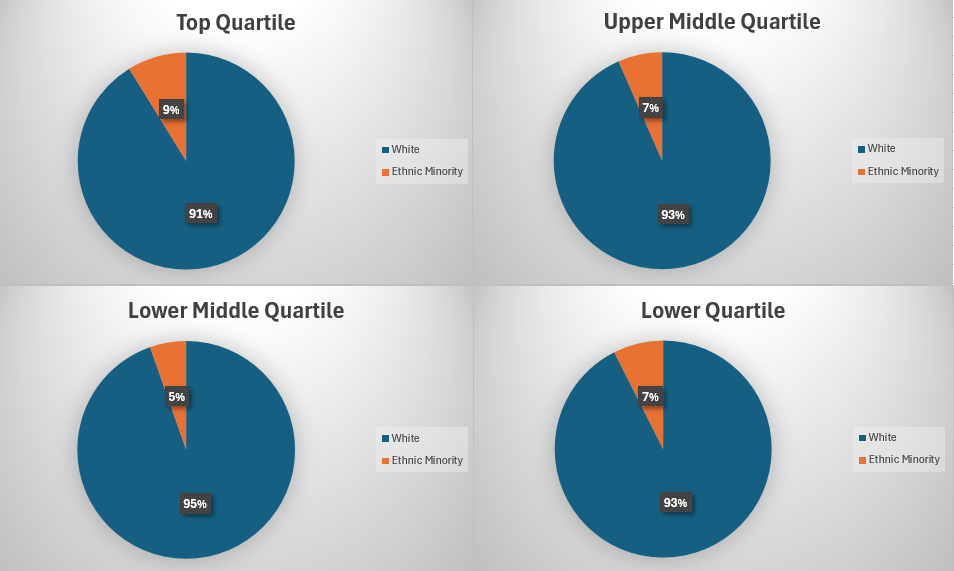 Top Quartile
9%
91%
White
Ethnic Minority
Upper Middle Quartile
7%
93%
White
Ethnic Minority
Lower Middle Quartile
5%
95%
White
Ethnic Minority
Lower Quartile
7%
93%
White
Ethnic Minority